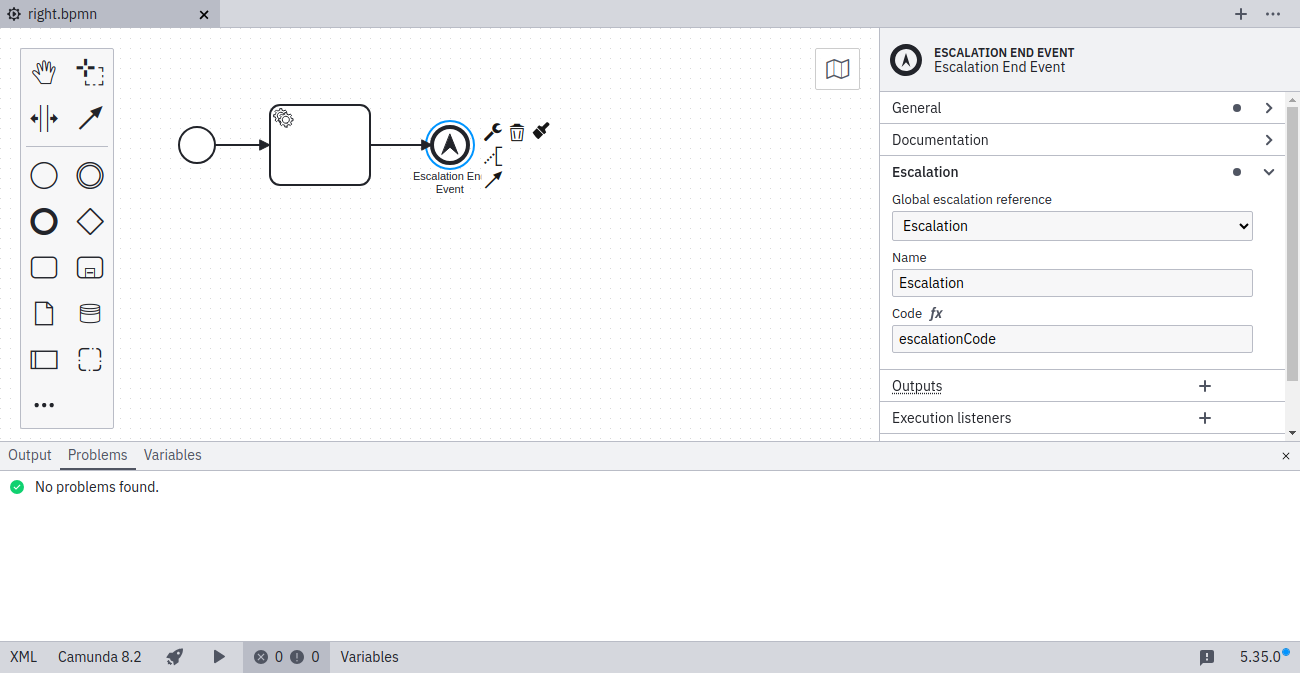 right.bpmn
ESCALATION END EVENT
Escalation End Event
General
Documentation
Escalation
Global escalation reference
Escalation
Name
Escalation
Code fx
escalationCode
Outputs
Execution listeners
Escalation En
Event
Output Problems Variables
No problems found.
XML Camunda 8.2 0 0 Variables 5.35.0